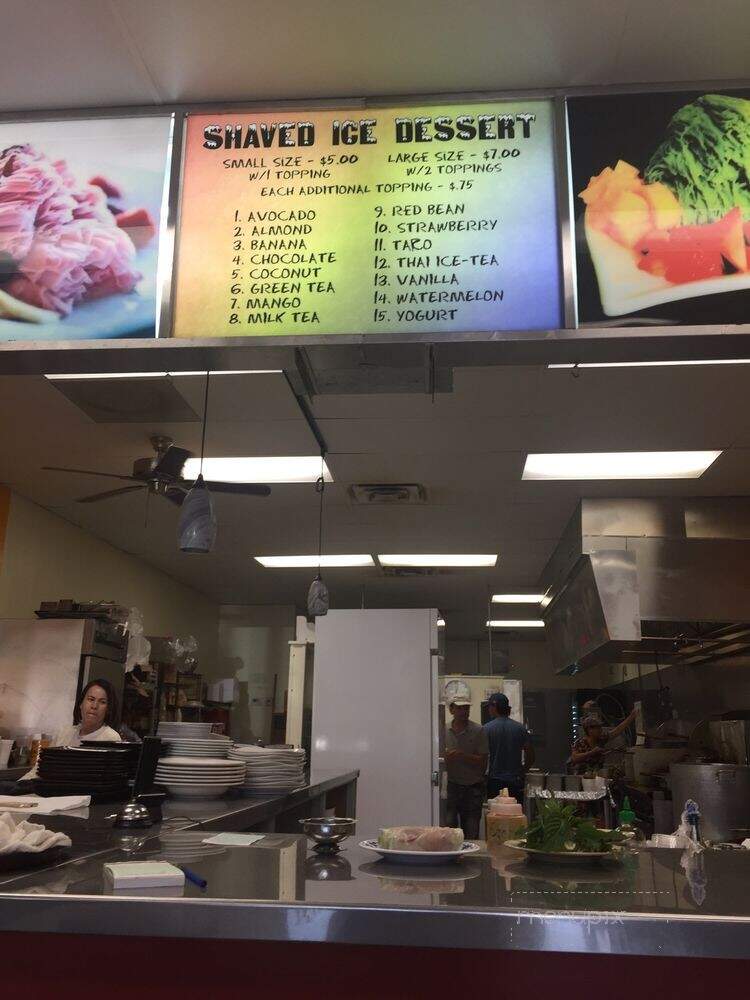 SHAVED ICE DESSERT
SMALL SIZE - $5.00 LARGE SIZE - $7.00
W/1 TOPPING W/2 TOPPINGS
EACH ADDITIONAL TOPPING - $.75
1. AVOCADO
2. ALMOND
3. BANANA
4. CHOCOLATE
5. COCONUT
6. GREEN TEA
7. MANGO
8. MILK TEA
9. RED BEAN
10. STRAWBERRY
11. TARO
12. THAI ICE-TEA
13. VANILLA
14. WATERMELON
15. YOGURT